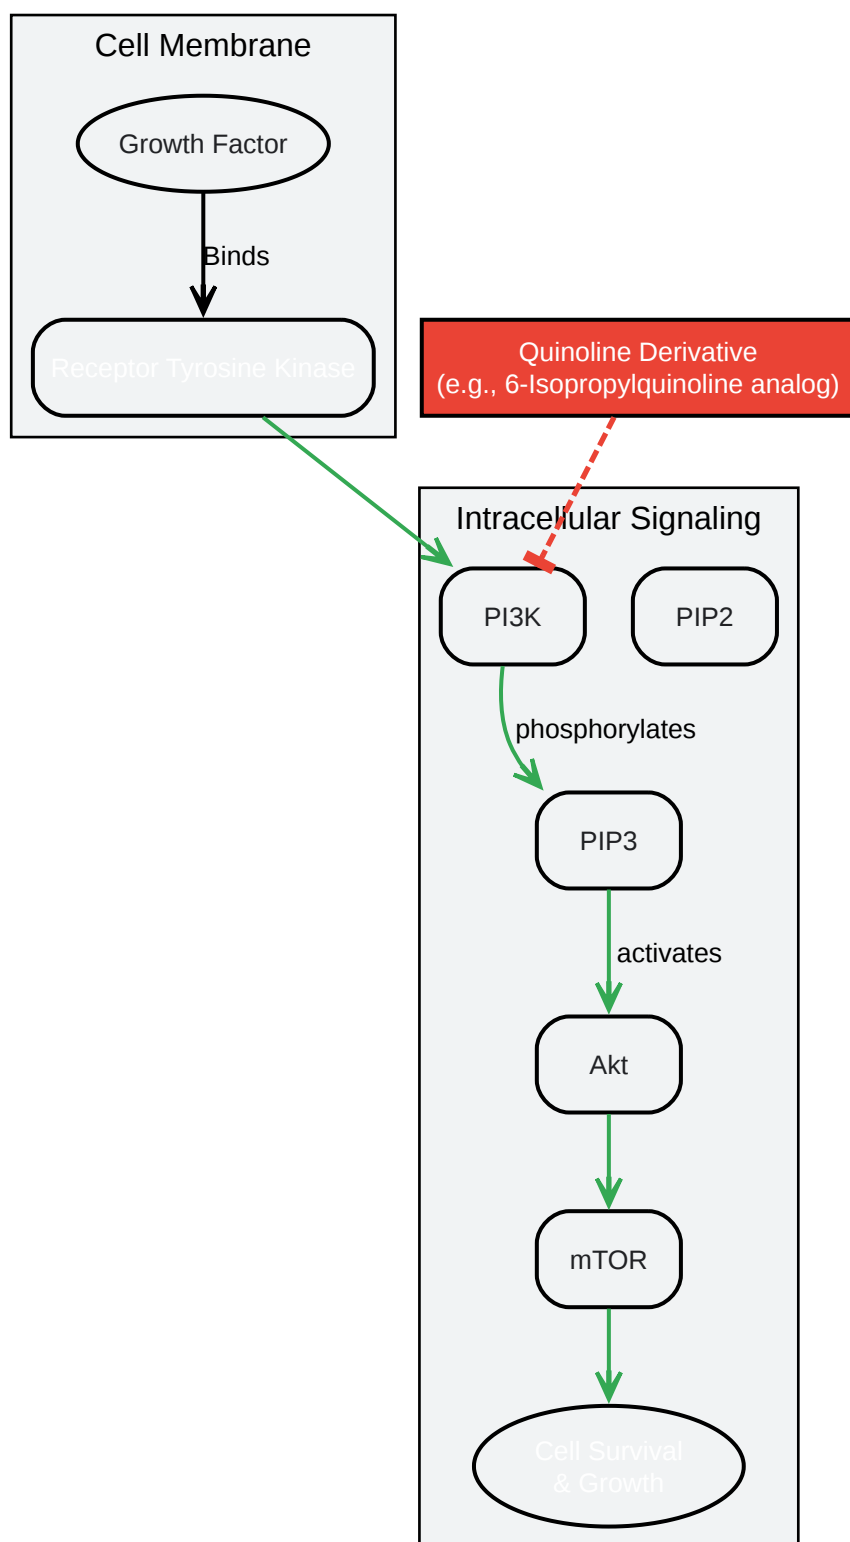 Cell Membrane
Growth Factor
Binds
Receptor Tyrosine Kinase
Quinoline Derivative
(e.g., 6-Isopropylquinoline analog)
Intracellular Signaling
PI3K
PIP2
phosphorylates
PIP3
activates
Akt
mTOR
Cell Survival
& Growth